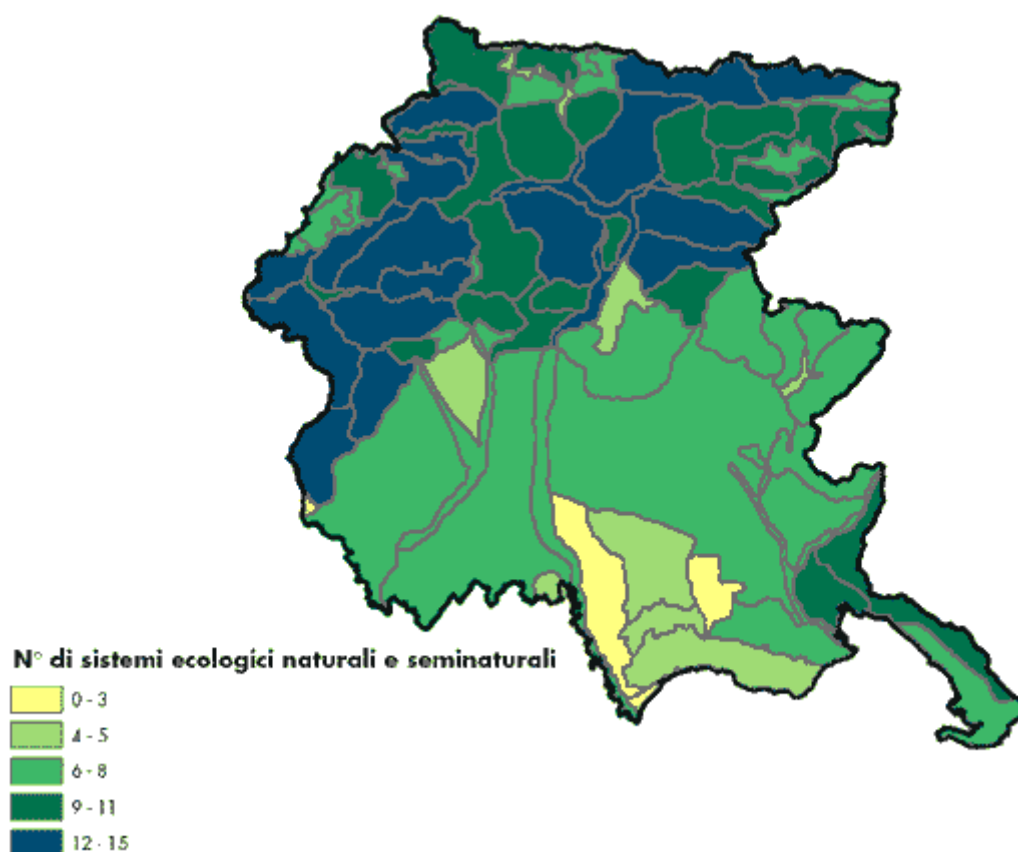 N° di sistemi ecologici naturali e seminaturali
0 - 3
4 - 5
6 - 8
9 - 11
12 - 15